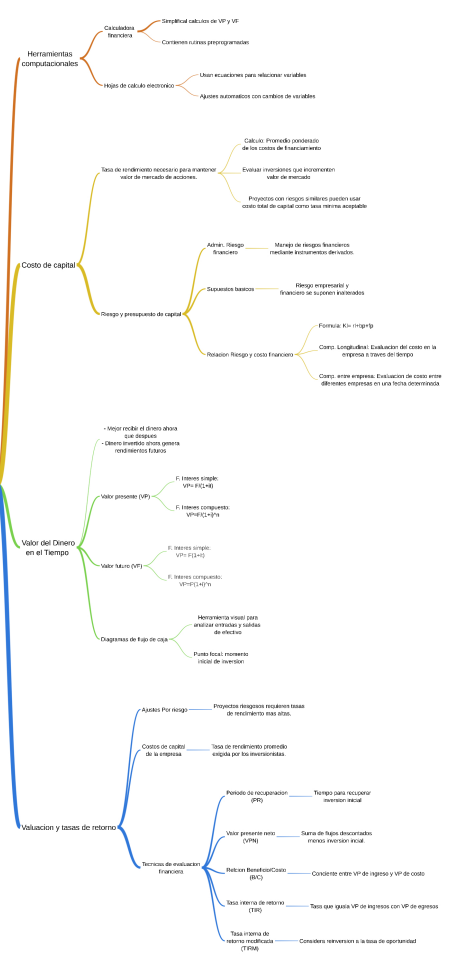 Herramientas
computacionales
Calculadora
financiera
Simplificai calculos de VP y VF
Contienes rutinas preprogramadas
Hojas de calculo electronico
Usan ecuaciones para relacionar variables
Ajustes automaticos con cambios de variables
Costo de capital
Tasa de rendimiento necesario para mantener
valor de mercado de acciones.
Calculo: Promedio ponderado
de los costos de financiamiento
Evaluar inversiones que incrementen
valor de mercado
Proyectos con riesgos similares pueden usar
costo total de capital como tasa minima aceptable
Riesgo y presupuesto de capital
Admin. Riesgo
financiero
Manejo de riesgos financieros
mediante instrumentos derivados
Supuestos basicos
Riesgo empresarial y
financiero se suponen inalterados
Relacion Riesgo y costo financiero
Formula: Kl= rl+bp+fp
Comp. Longitudinal: Evaluacion del costo en la
empresa a traves del tiempo
Comp. entre empresa: Evaluacion de costo entre
diferentes empresas en una fecha determinada
Valor del Dinero
en el Tiempo
- Mejor recibir el dinero ahora
que despues
- Dinero invertido ahora genera
rendimientos futuros
Valor presente (VP)
F. Interes simple:
VP= F/(1+it)
F. Interes compuesto:
VP=F/(1+i)^n
Valor futuro (VF)
F. Interes simple:
VP= F(1+it)
F. Interes compuesto:
VP=P(1+i)^n
Diagramas de flujo de caja
Herramienta visual para
analizar entradas y salidas
de efectivo
Punto focal: momento
inicial de inversion
Valuacion y tasas de retorno
Ajustes Por riesgo
Proyectos riesgosos requieren tasas
de rendimiento mas altas.
Costos de capital
de la empresa
Tasa de rendimiento promedio
exigida por los inversionistas.
Tecnicas de evaluacion
financiera
Periodo de recuperacion
(PR)
Tiempo para recuperar
inversion inicial
Valor presente neto
(VPN)
Suma de flujos descontados
menos inversion incial.
Relcion Beneficio/Costo
(B/C)
Conciente entre VP de ingreso y VP de costo
Tasa interna de retorno
(TIR)
Tasa que iguala VP de ingresos con VP de egresos
Tasa interna de
retorno modificada
(TIRM)
Considera reinversion a la tasa de oportunidad